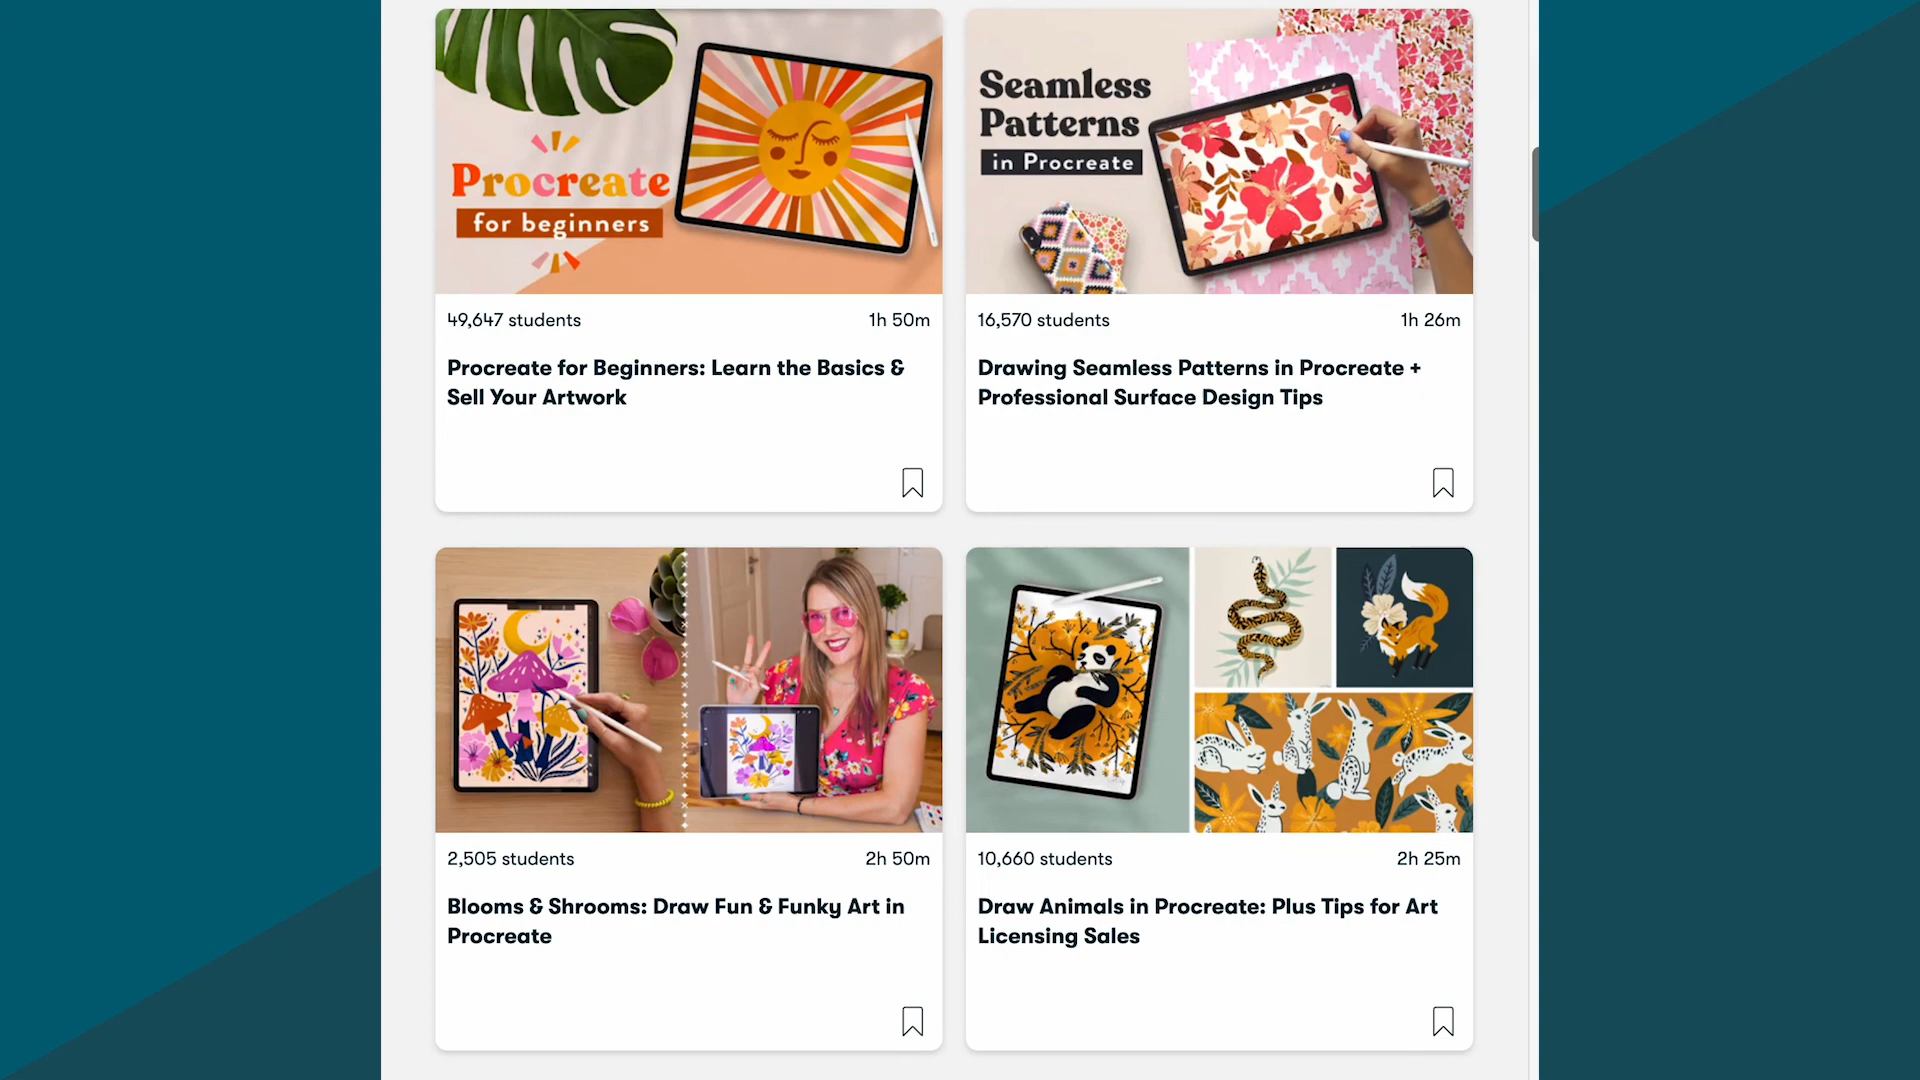 Procreate
for beginners
49,647 students
1h 50m
Procreate for Beginners: Learn the Basics &
Sell Your Artwork
Seamless
Patterns
in Procreate
16,570 students
1h 26m
Drawing Seamless Patterns in Procreate +
Professional Surface Design Tips
2,505 students
2h 50m
Blooms & Shrooms: Draw Fun & Funky Art in
Procreate
10,660 students
2h 25m
Draw Animals in Procreate: Plus Tips for Art
Licensing Sales